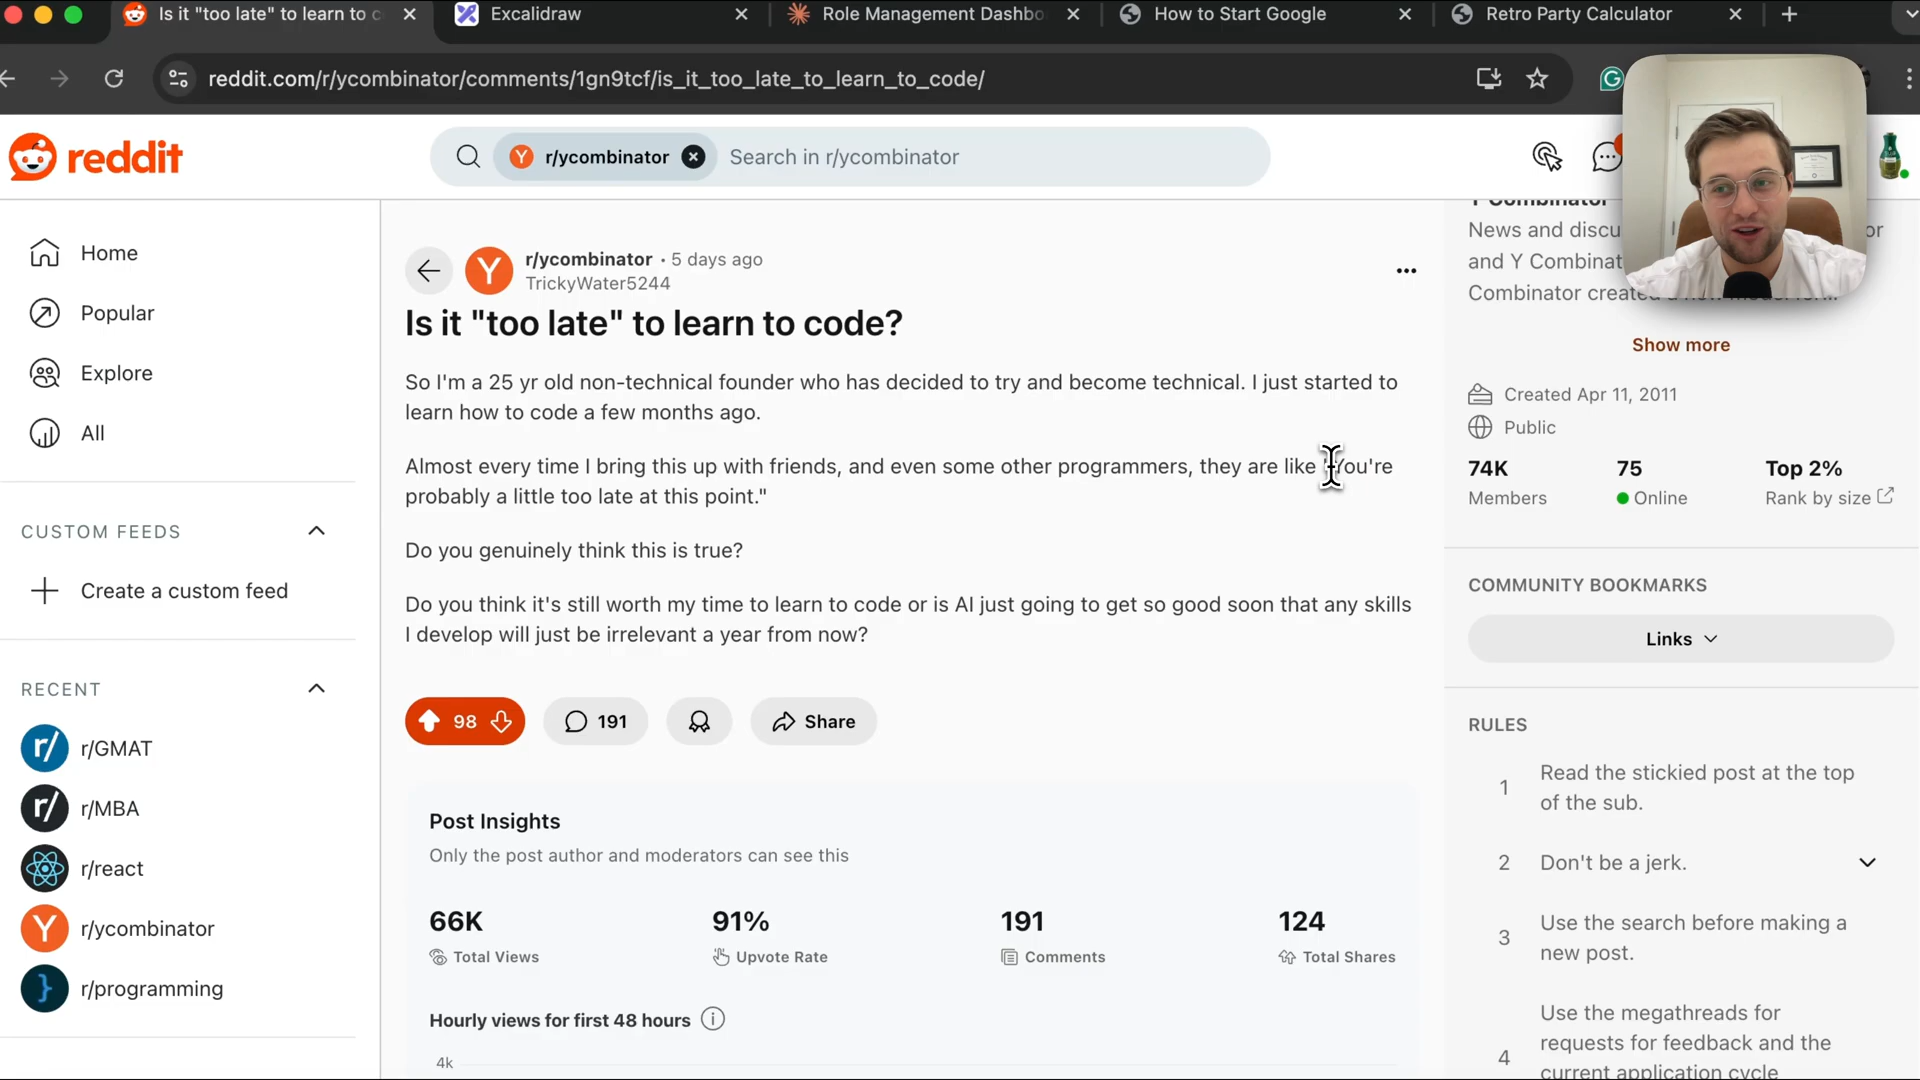 Is it "too late" to learn to c
Excalidraw
Role Management Dashbo
How to Start Google
Retro Party Calculator
reddit.com/r/ycombinator/comments/1gn9tcf/is_it_too_late_to_learn_to_code/
reddit
r/ycombinator
Search in r/ycombinator
Home
Popular
Explore
All
CUSTOM FEEDS
Create a custom feed
RECENT
r/GMAT
r/MBA
r/react
r/ycombinator
r/programming
r/ycombinator • 5 days ago
TrickyWater5244
Is it "too late" to learn to code?
So I'm a 25 yr old non-technical founder who has decided to try and become technical. I just started to
learn how to code a few months ago.
Almost every time I bring this up with friends, and even some other programmers, they are like "You're
probably a little too late at this point."
Do you genuinely think this is true?
Do you think it's still worth my time to learn to code or is AI just going to get so good soon that any skills
I develop will just be irrelevant a year from now?
98
191
Share
Post Insights
Only the post author and moderators can see this
66K
Total Views
91%
Upvote Rate
191
Comments
124
Total Shares
Hourly views for first 48 hours
4k
Y Combinator
News and discu or
and Y Combinat
Combinator created a new model for...
Show more
Created Apr 11, 2011
Public
74K
Members
75
Online
Top 2%
Rank by size
COMMUNITY BOOKMARKS
Links
RULES
1 Read the stickied post at the top
of the sub.
2 Don't be a jerk.
3 Use the search before making a
new post.
4 Use the megathreads for
requests for feedback and the
current application cycle